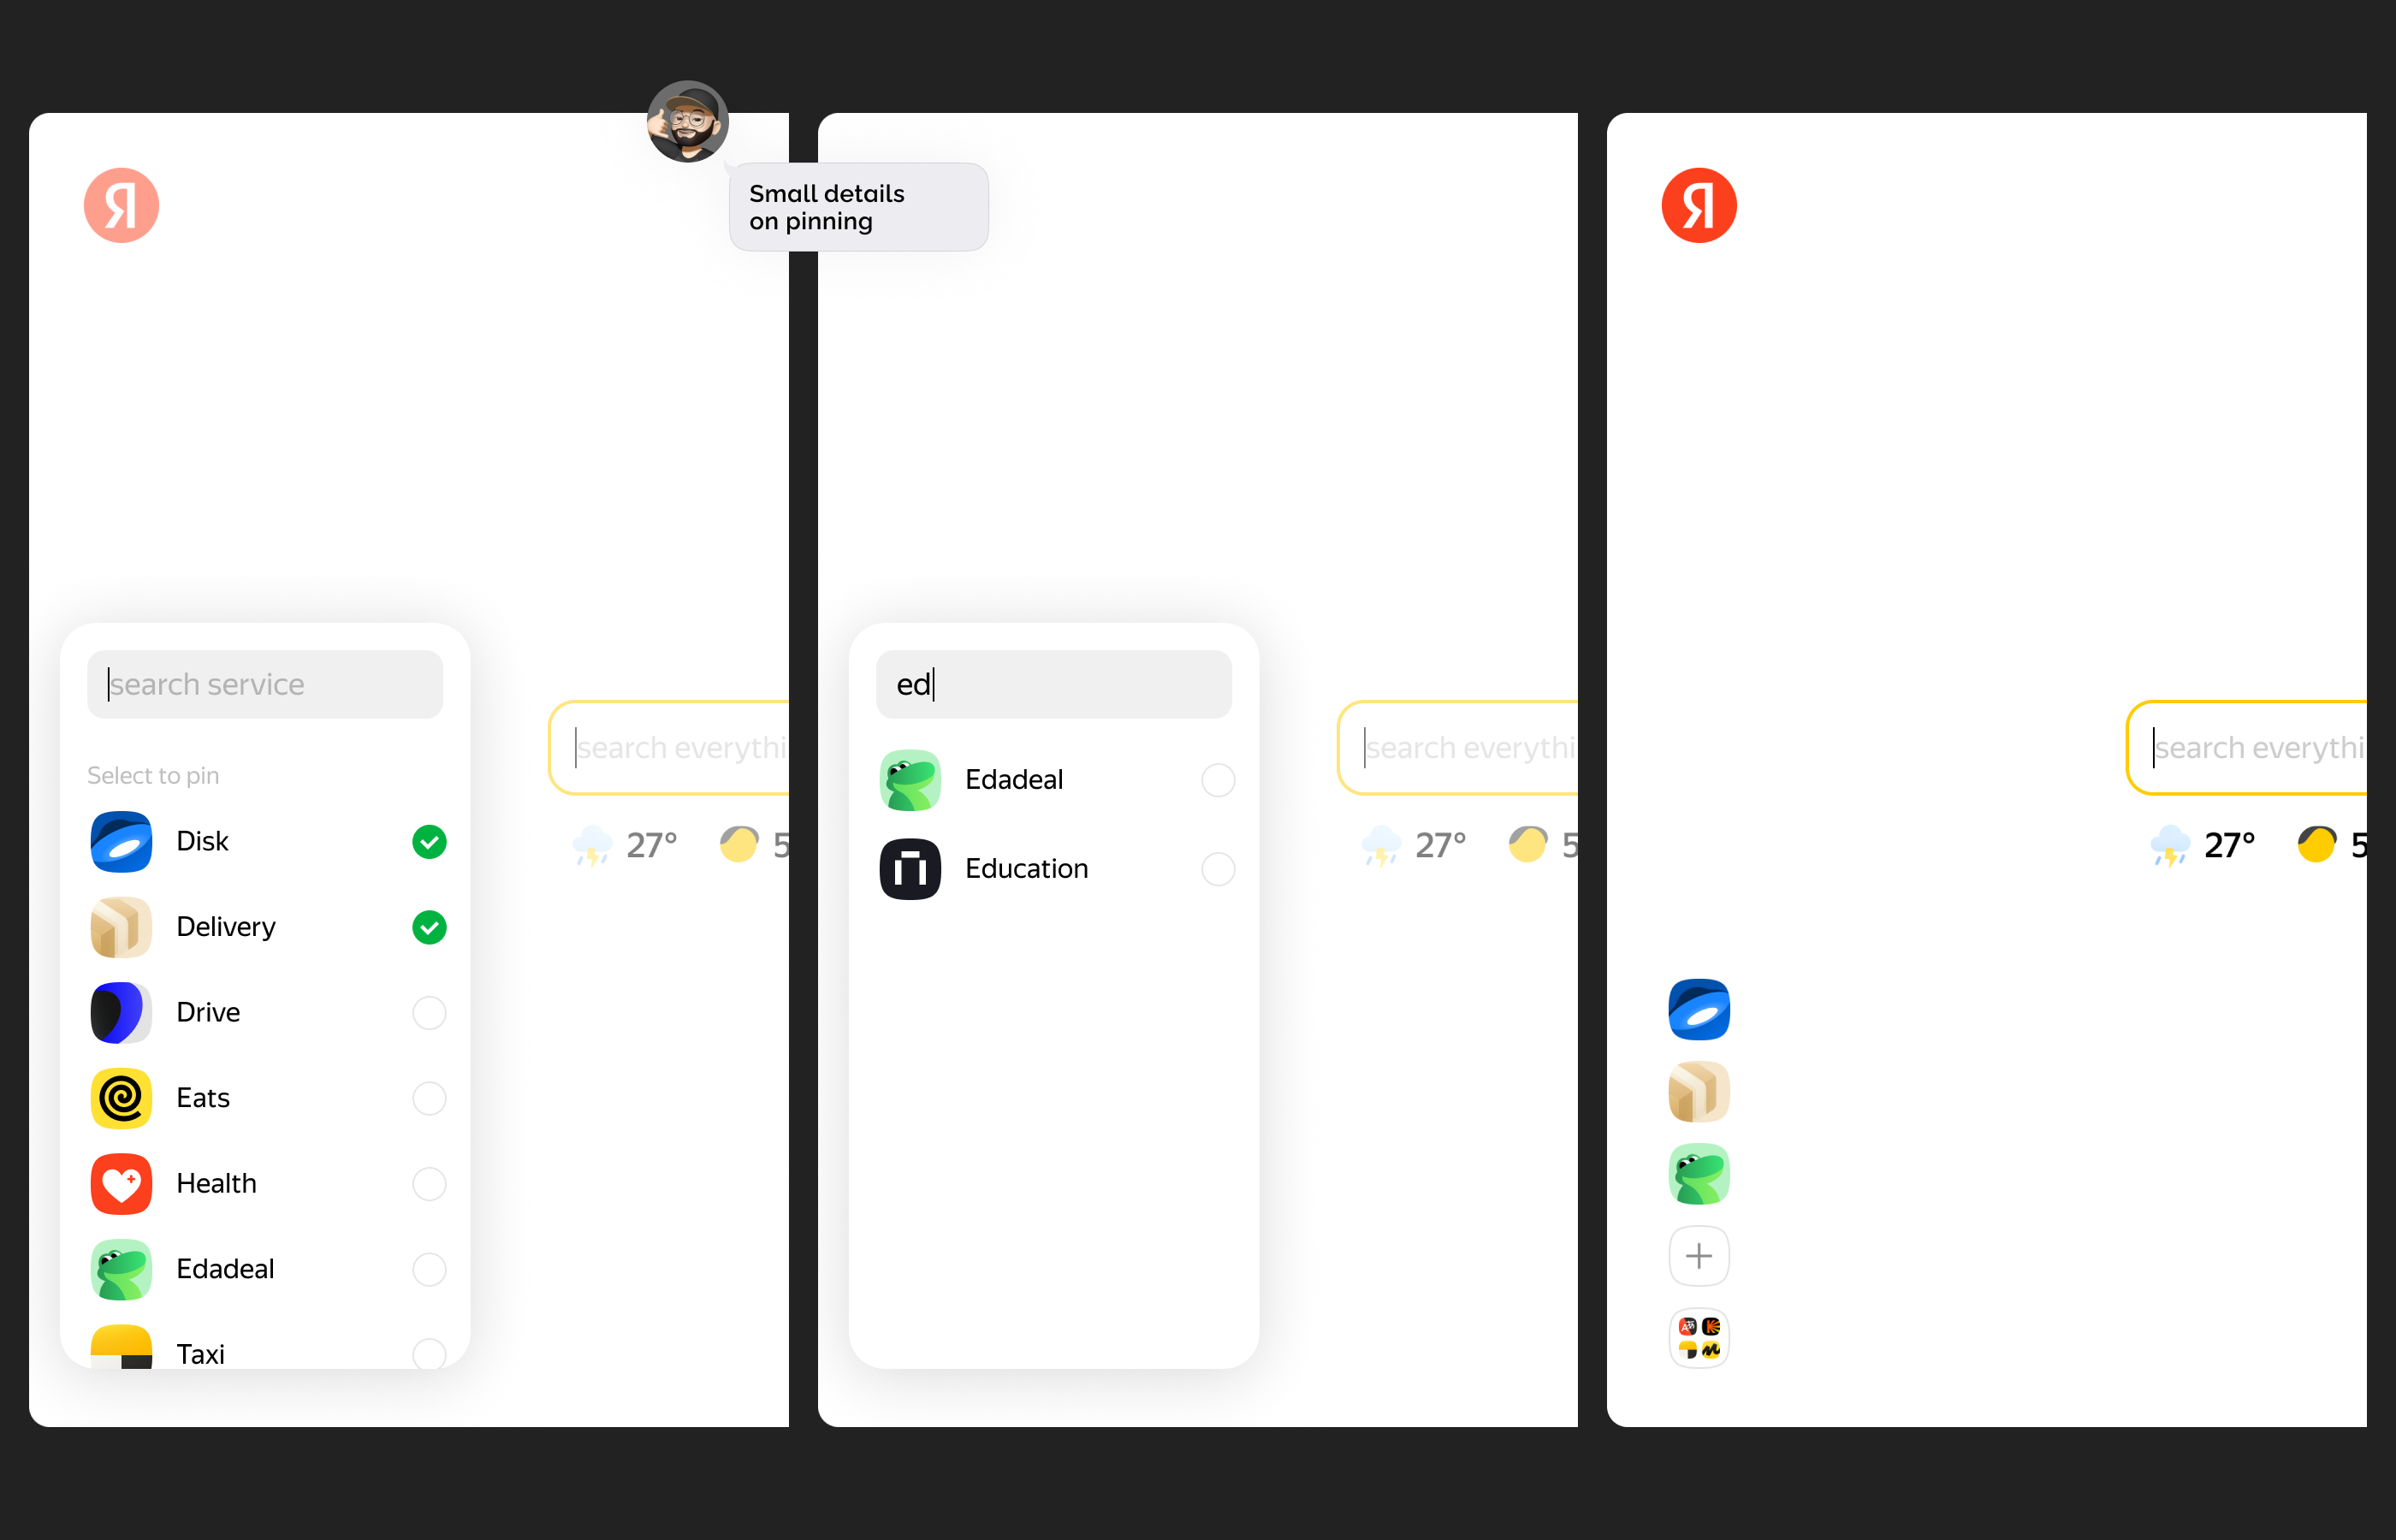 Я
Small details
on pinning
search service
Select to pin
Disk
Delivery
Drive
Eats
Health
Edadeal
Taxi
search everythi
27°
5
ed
Edadeal
Education
search everythi
27°
5
Я
search everythi
27°
5